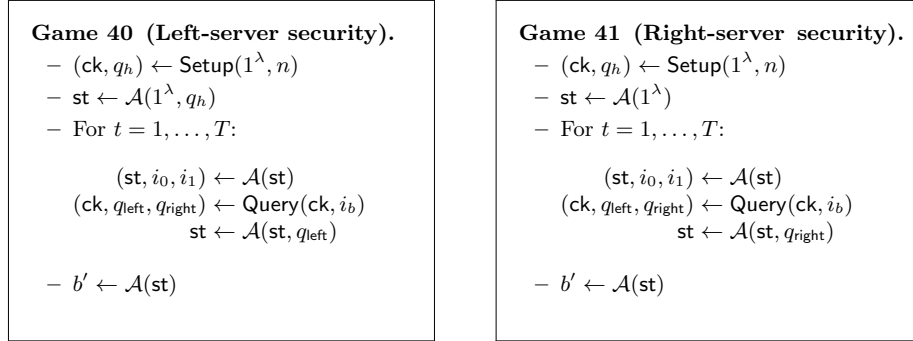 Game 40 (Left-server security).
– (ck, q_h) ← Setup(1^λ, n)
– st ← 𝒜(1^λ, q_h)
– For t = 1, . . . , T:
(st, i_0, i_1) ← 𝒜(st)
(ck, q_left, q_right) ← Query(ck, i_b)
st ← 𝒜(st, q_left)
– b′ ← 𝒜(st)
Game 41 (Right-server security).
– (ck, q_h) ← Setup(1^λ, n)
– st ← 𝒜(1^λ)
– For t = 1, . . . , T:
(st, i_0, i_1) ← 𝒜(st)
(ck, q_left, q_right) ← Query(ck, i_b)
st ← 𝒜(st, q_right)
– b′ ← 𝒜(st)